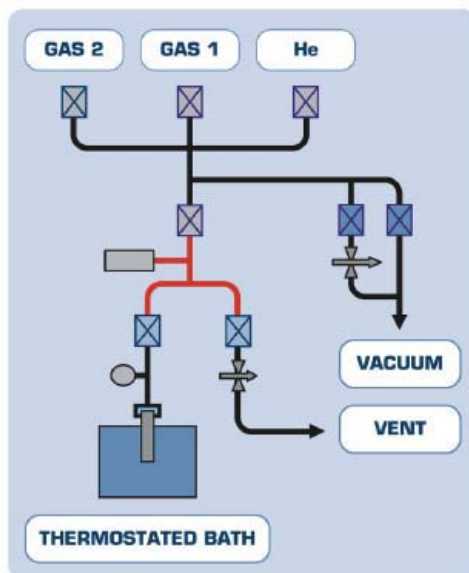 GAS 2
GAS 1
He
VACUUM
VENT
THERMOSTATED BATH